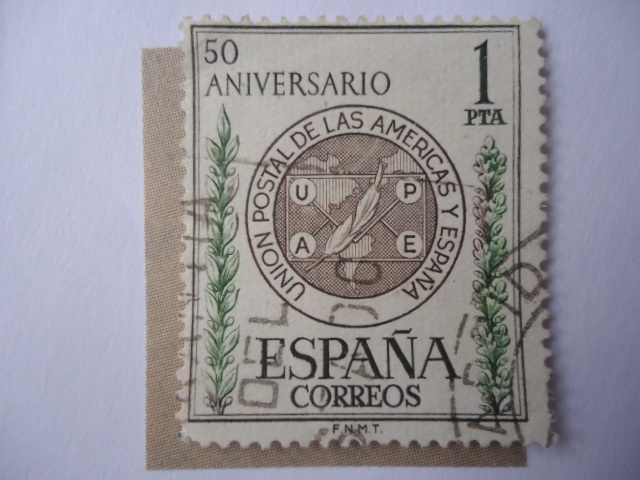 50
ANIVERSARIO
1
PTA
UNION POSTAL DE LAS AMERICAS Y ESPAÑA
U P
A E
ESPAÑA
CORREOS
F.N.M.T.